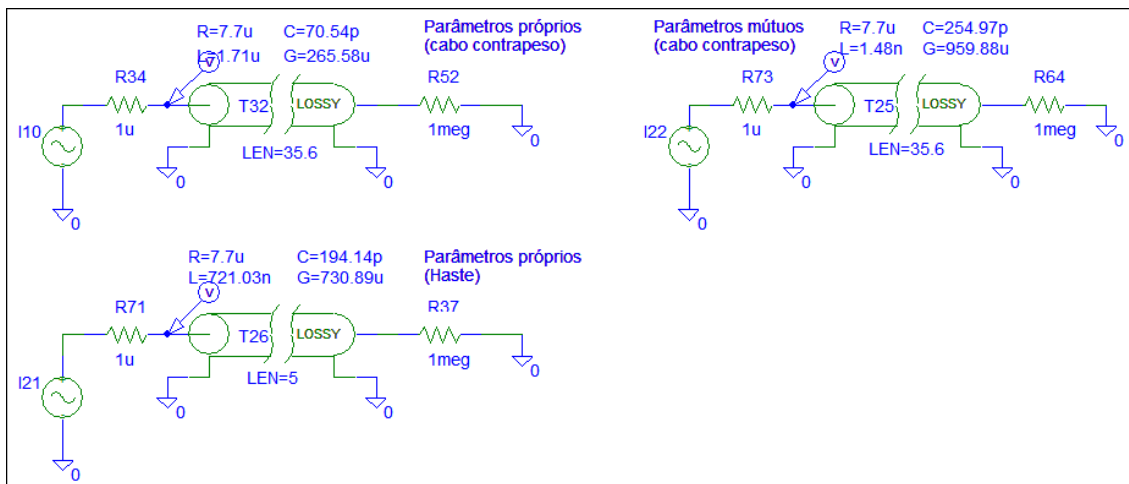 R=7.7u C=70.54p
L=1.71u G=265.58u
Parâmetros próprios
(cabo contrapeso)
V
R34
1u
I10
T32
LOSSY
LEN=35.6
R52
1meg
0
0
0
0
Parâmetros mútuos
(cabo contrapeso)
R=7.7u C=254.97p
L=1.48n G=959.88u
V
R73
1u
I22
T25
LOSSY
LEN=35.6
R64
1meg
0
0
0
0
R=7.7u C=194.14p
L=721.03n G=730.89u
Parâmetros próprios
(Haste)
V
R71
1u
I21
T26
LOSSY
LEN=5
R37
1meg
0
0
0
0